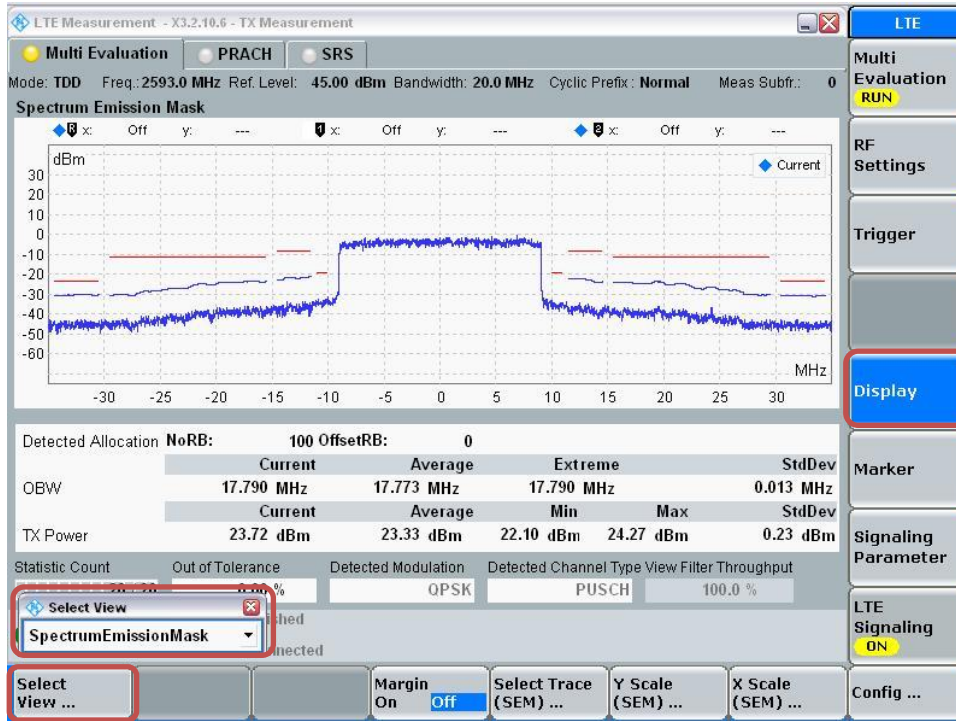 LTE Measurement - X3.2.10.6 - TX Measurement
LTE
Multi Evaluation PRACH SRS
Multi
Evaluation
RUN
Mode: TDD Freq.: 2593.0 MHz Ref. Level: 45.00 dBm Bandwidth: 20.0 MHz Cyclic Prefix: Normal Meas Subfr.: 0
Spectrum Emission Mask
R x: Off y: --- 1 x: Off y: --- 2 x: Off y: ---
dBm
Current
30
20
10
0
-10
-20
-30
-40
-50
-60
MHz
-30 -25 -20 -15 -10 -5 0 5 10 15 20 25 30
RF
Settings
Trigger
Display
Detected Allocation NoRB: 100 OffsetRB: 0
Current Average Extreme StdDev
OBW 17.790 MHz 17.773 MHz 17.790 MHz 0.013 MHz
Current Average Min Max StdDev
TX Power 23.72 dBm 23.33 dBm 22.10 dBm 24.27 dBm 0.23 dBm
Marker
Signaling
Parameter
Statistic Count Out of Tolerance Detected Modulation Detected Channel Type View Filter Throughput
QPSK PUSCH 100.0 %
Select View
SpectrumEmissionMask
LTE
Signaling
ON
Select
View ...
Margin
On Off
Select Trace
(SEM) ...
Y Scale
(SEM) ...
X Scale
(SEM) ...
Config ...